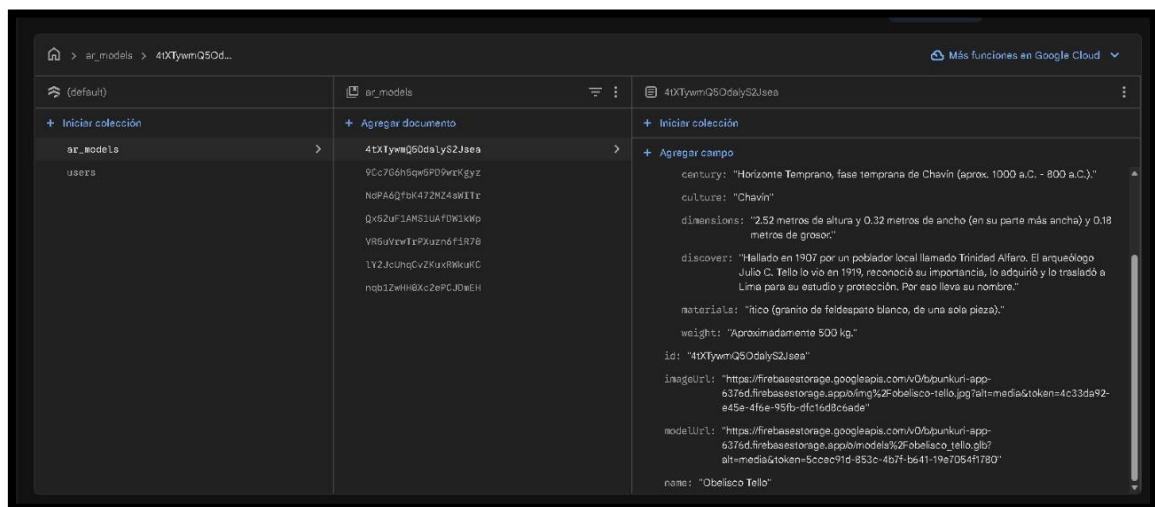 ar_models > 4tXTywmQ5Od...
Más funciones en Google Cloud
(default)
+ Iniciar colección
ar_models
users
ar_models
+ Agregar documento
4tXTywmQ5OdalyS2Jsea
9Cc7G6h5qw5PD9wrKgyz
NdPA6QfbK472MZ4sWITr
Qx52uF1AMS1UAfDW1kWp
VR5uVrwTrPXuzn6fiR70
lY2JcUhqCvZKuxRWkuKC
nqb1ZwHH0Xc2ePCJDmEH
4tXTywmQ5OdalyS2Jsea
+ Iniciar colección
+ Agregar campo
century: "Horizonte Temprano, fase temprana de Chavín (aprox. 1000 a.C. - 800 a.C.)."
culture: "Chavín"
dimensions: "2.52 metros de altura y 0.32 metros de ancho (en su parte más ancha) y 0.18
metros de grosor."
discover: "Hallado en 1907 por un poblador local llamado Trinidad Alfaro. El arqueólogo
Julio C. Tello lo vio en 1919, reconoció su importancia, lo adquirió y lo trasladó a
Lima para su estudio y protección. Por eso lleva su nombre."
materials: "ítico (granito de feldespato blanco, de una sola pieza)."
weight: "Aproximadamente 500 kg."
id: "4tXTywmQ5OdalyS2Jsea"
imageUrl: "https://firebasestorage.googleapis.com/v0/b/punkuri-app-
6376d.firebasestorage.app/o/img%2Fobelisco-tello.jpg?alt=media&token=4c33da92-
e45e-4f6e-95fb-dfc16d8c6ade"
modelUrl: "https://firebasestorage.googleapis.com/v0/b/punkuri-app-
6376d.firebasestorage.app/o/models%2Fobelisco_tello.glb?
alt=media&token=5ccec91d-853c-4b7f-b641-19e7054f1780"
name: "Obelisco Tello"